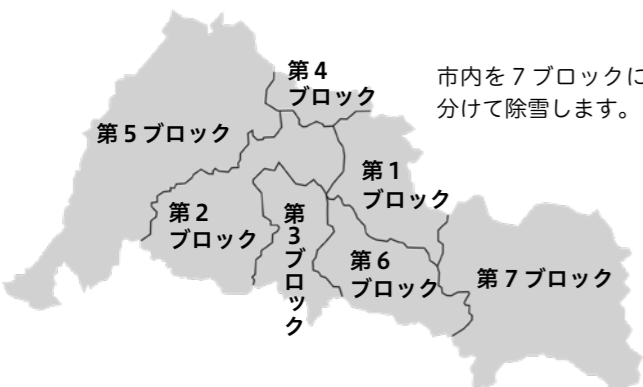 市内を７ブロックに
分けて除雪します。
第４
ブロック
第５ブロック
第１
ブロック
第２
ブロック
第３ブロック
第６
ブロック
第７ブロック